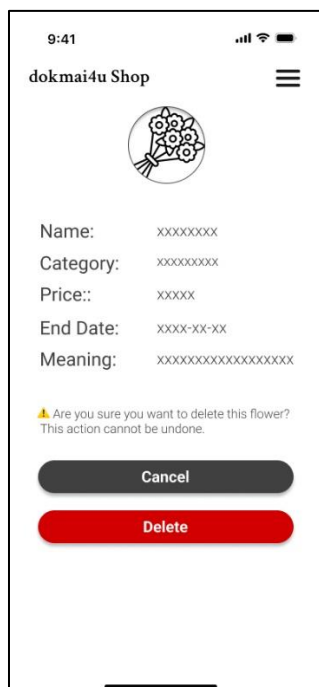 9:41
dokmai4u Shop
Name: xxxxxxxx
Category: xxxxxxxxx
Price:: xxxxx
End Date: xxxx-xx-xx
Meaning: xxxxxxxxxxxxxxxxxx
⚠️ Are you sure you want to delete this flower?
This action cannot be undone.
Cancel
Delete